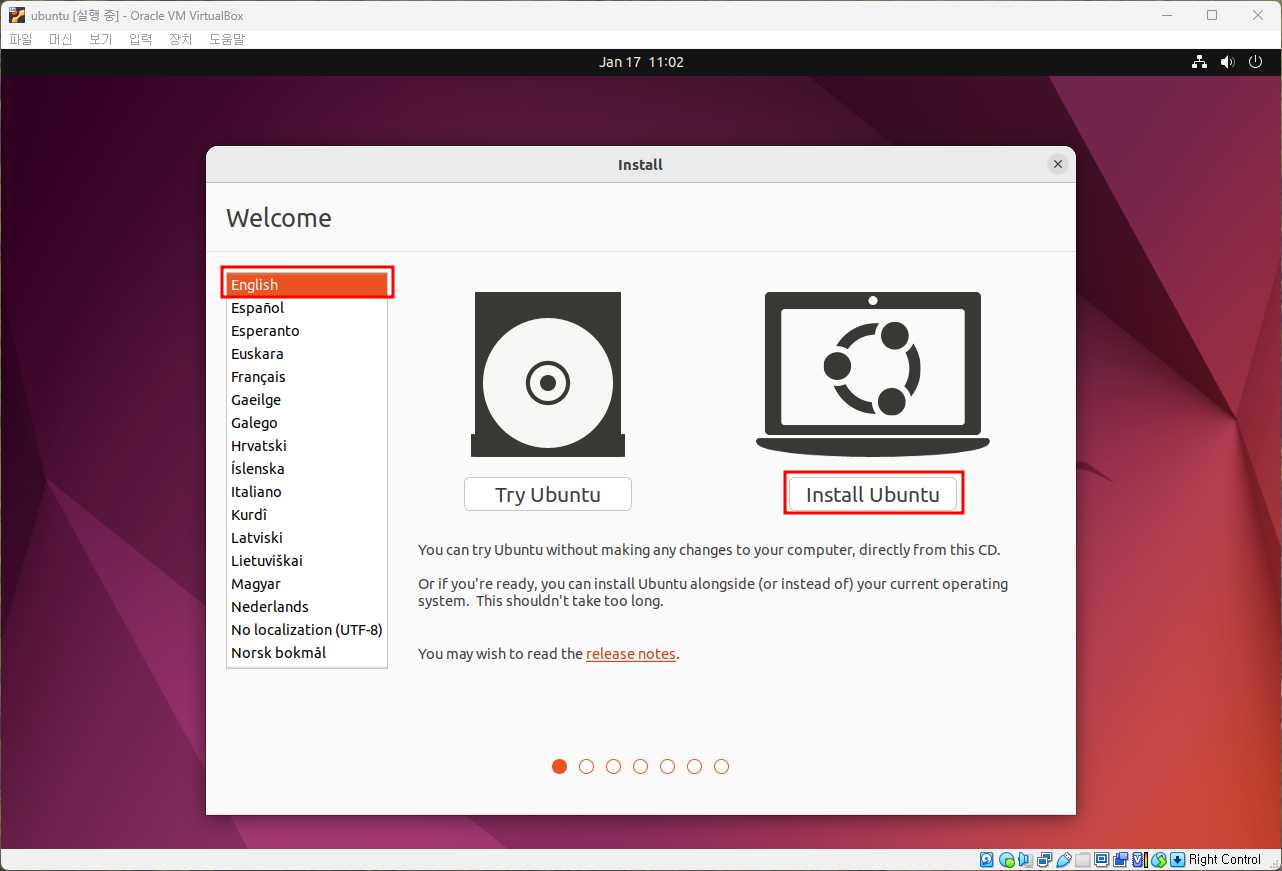 ubuntu [실행 중] - Oracle VM VirtualBox
파일 머신 보기 입력 장치 도움말
Jan 17 11:02
Install
Welcome
English
Español
Esperanto
Euskara
Français
Gaeilge
Galego
Hrvatski
Íslenska
Italiano
Kurdî
Latviski
Lietuviškai
Magyar
Nederlands
No localization (UTF-8)
Norsk bokmål
Try Ubuntu
Install Ubuntu
You can try Ubuntu without making any changes to your computer, directly from this CD.
Or if you're ready, you can install Ubuntu alongside (or instead of) your current operating
system. This shouldn't take too long.
You may wish to read the release notes.
Right Control